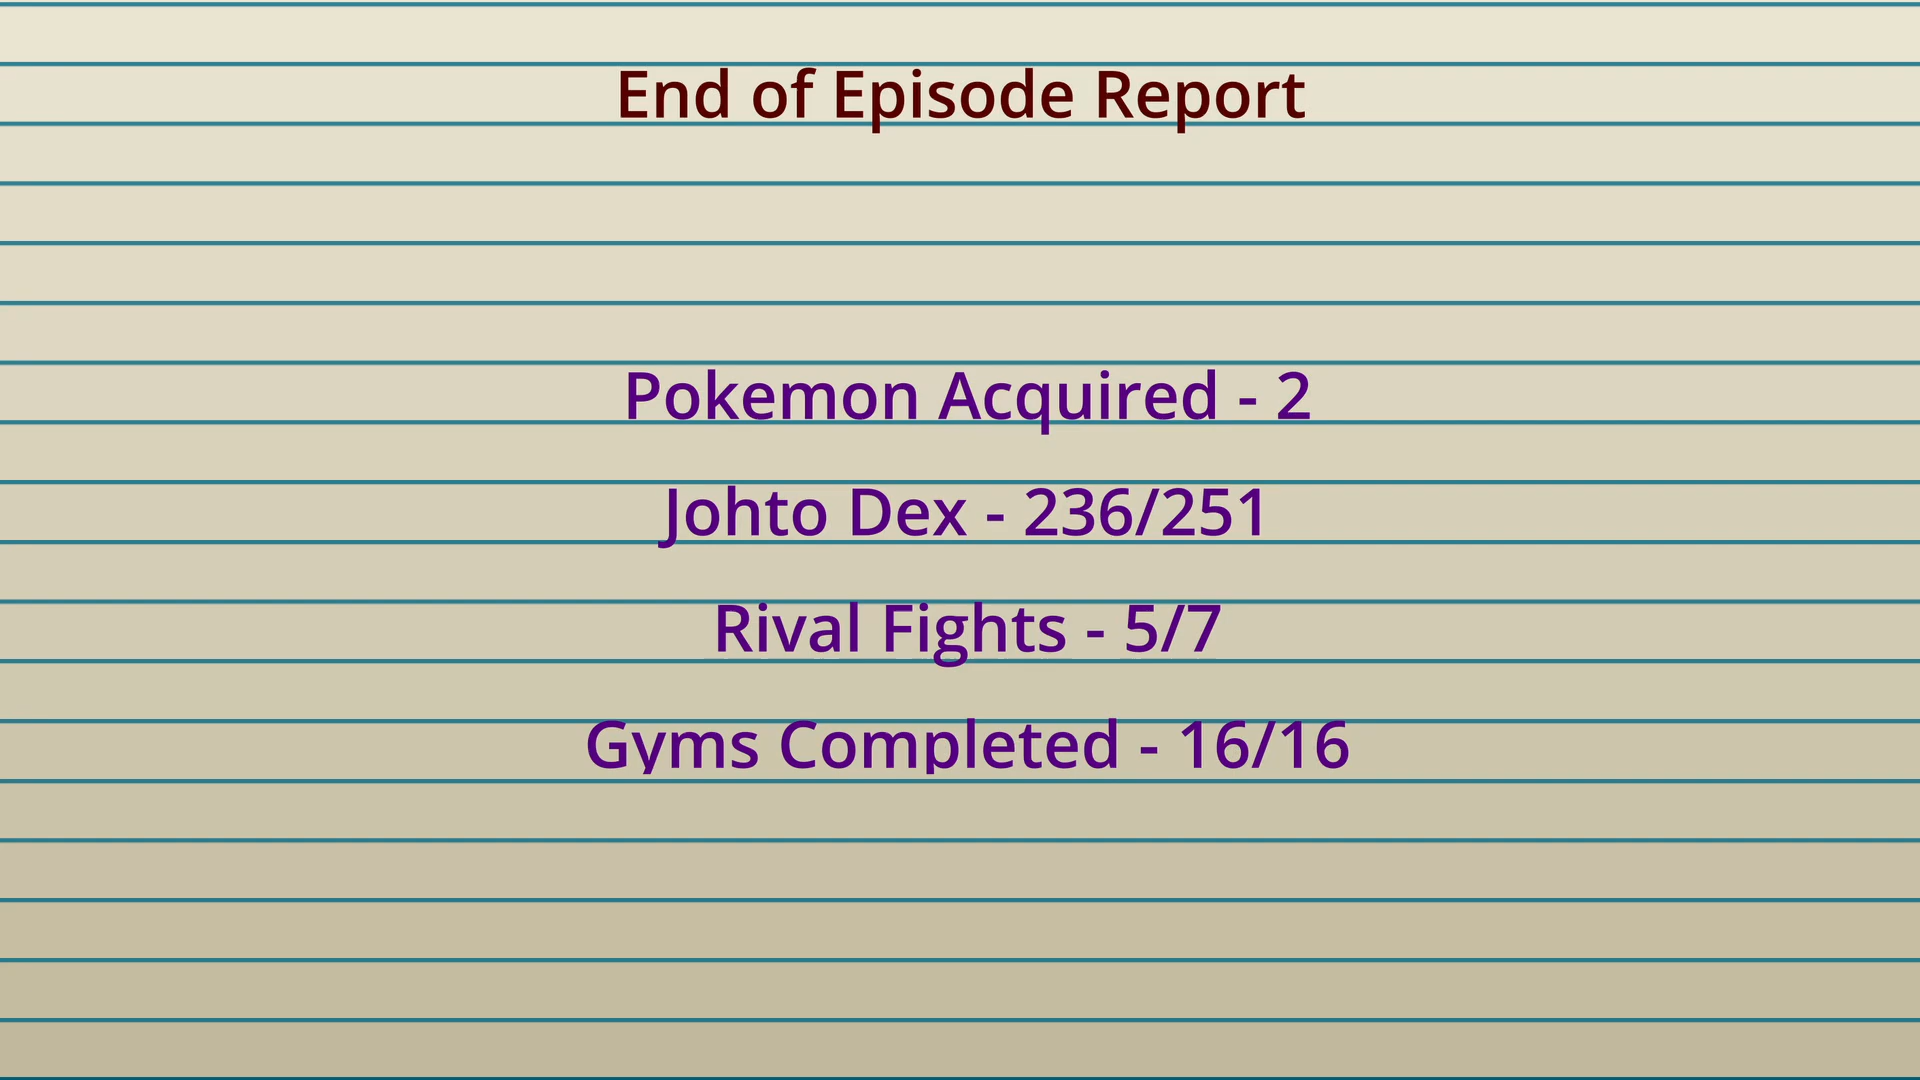 End of Episode Report
Pokemon Acquired - 2
Johto Dex - 236/251
Rival Fights - 5/7
Gyms Completed - 16/16